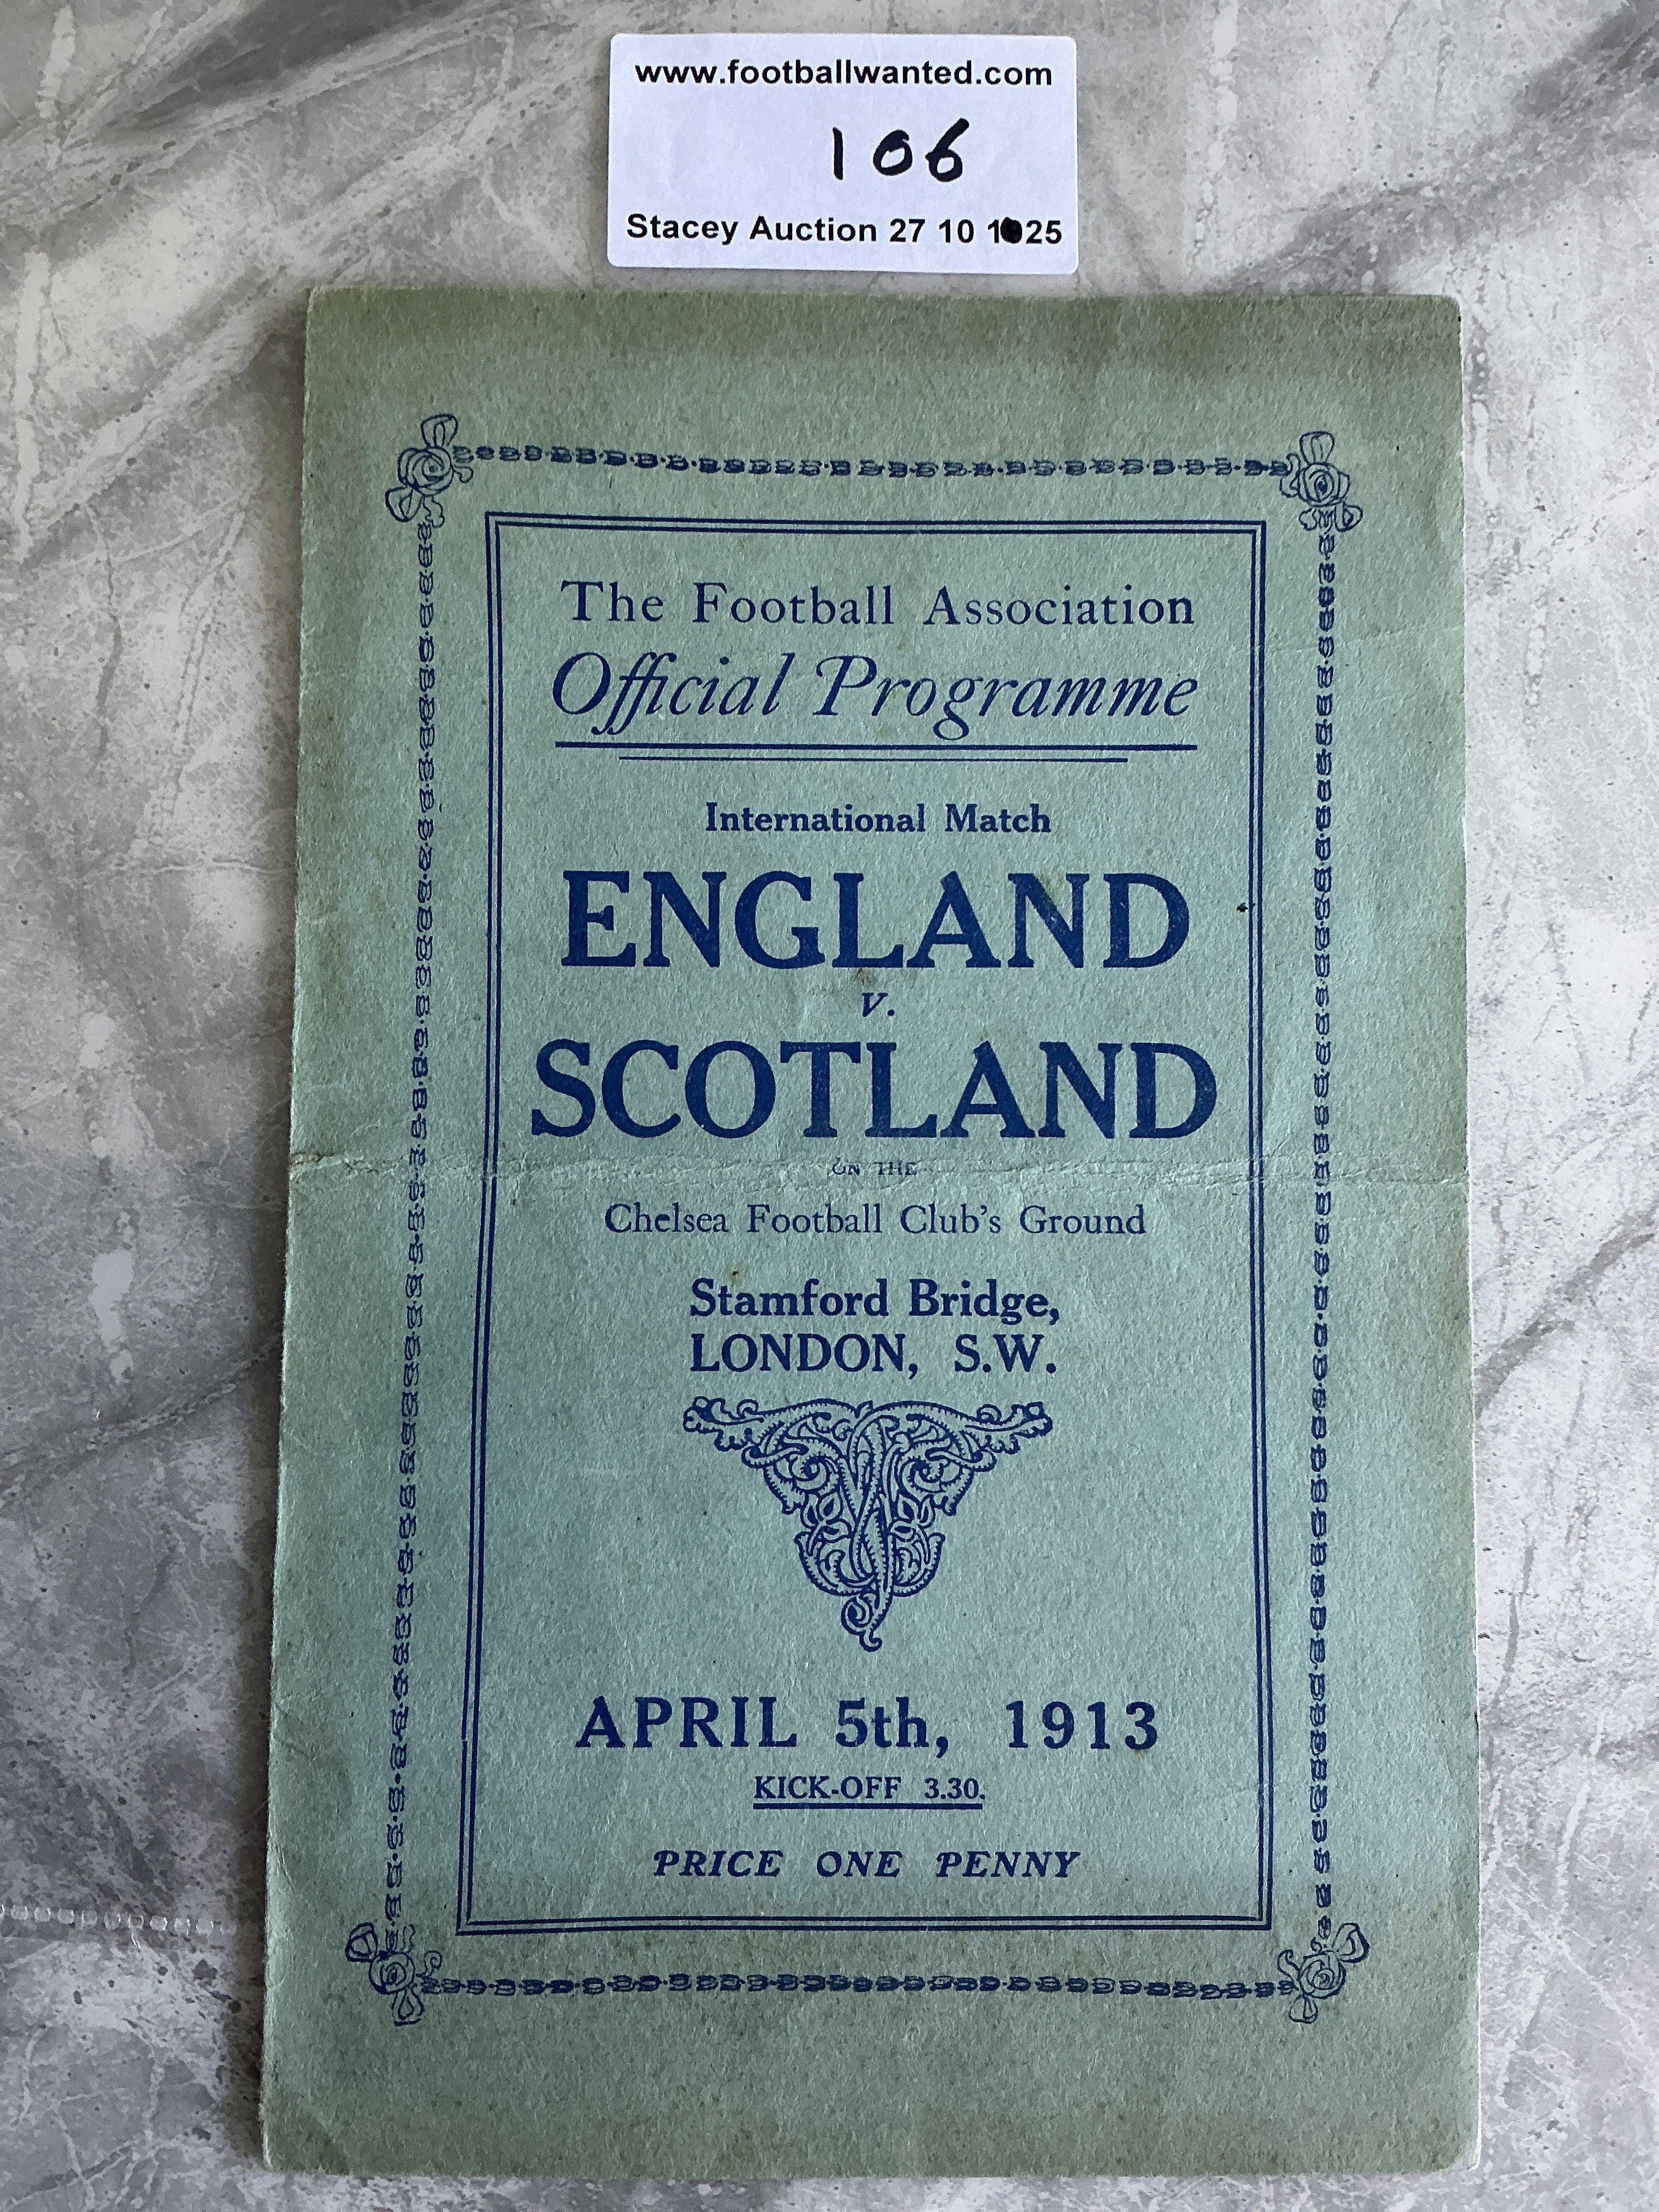 www.footballwanted.com
106
Stacey Auction 27 10 1025
The Football Association
Official Programme
International Match
ENGLAND
v.
SCOTLAND
ON THE
Chelsea Football Club's Ground
Stamford Bridge,
LONDON, S.W.
APRIL 5th, 1913
KICK-OFF 3.30.
PRICE ONE PENNY